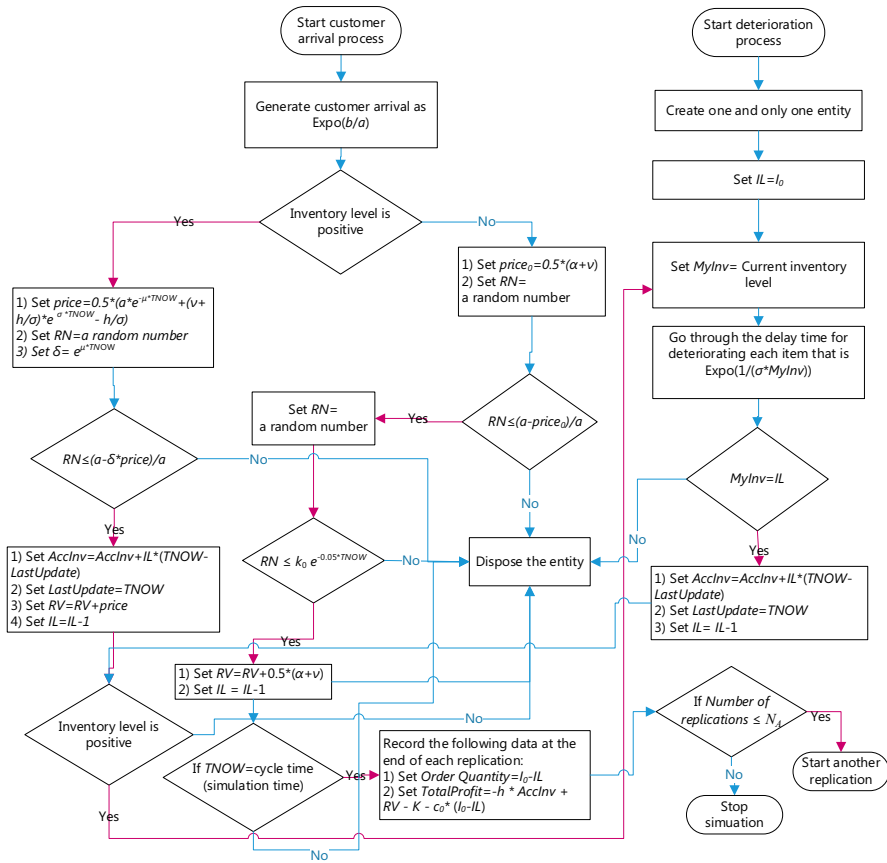 Start customer
arrival process
Generate customer arrival as
Expo(b/a)
Inventory level is
positive
Yes
No
1) Set price=0.5*(a*e^-μ*TNOW+(ν+
h/σ)*e^σ*TNOW- h/σ)
2) Set RN=a random number
3) Set δ= e^μ*TNOW
1) Set price₀=0.5*(α+ν)
2) Set RN=
a random number
RN≤(a-δ*price)/a
No
Yes
Set RN=
a random number
Yes
RN≤(a-price₀)/a
No
RN ≤ k₀ e^-0.05*TNOW
No
Yes
Dispose the entity
1) Set AccInv=AccInv+IL*(TNOW-
LastUpdate)
2) Set LastUpdate=TNOW
3) Set RV=RV+price
4) Set IL=IL-1
1) Set RV=RV+0.5*(α+ν)
2) Set IL = IL-1
Inventory level is
positive
No
Yes
If TNOW=cycle time
(simulation time)
Yes
No
Record the following data at the
end of each replication:
1) Set Order Quantity=I₀-IL
2) Set TotalProfit=-h * AccInv +
RV - K - c₀* (I₀-IL)
Start deterioration
process
Create one and only one entity
Set IL=I₀
Set MyInv= Current inventory
level
Go through the delay time for
deteriorating each item that is
Expo(1/(σ*MyInv))
MyInv=IL
No
Yes
1) Set AccInv=AccInv+IL*(TNOW-
LastUpdate)
2) Set LastUpdate=TNOW
3) Set IL= IL-1
If Number of
replications ≤ N_A
Yes
No
Start another
replication
Stop
simuation